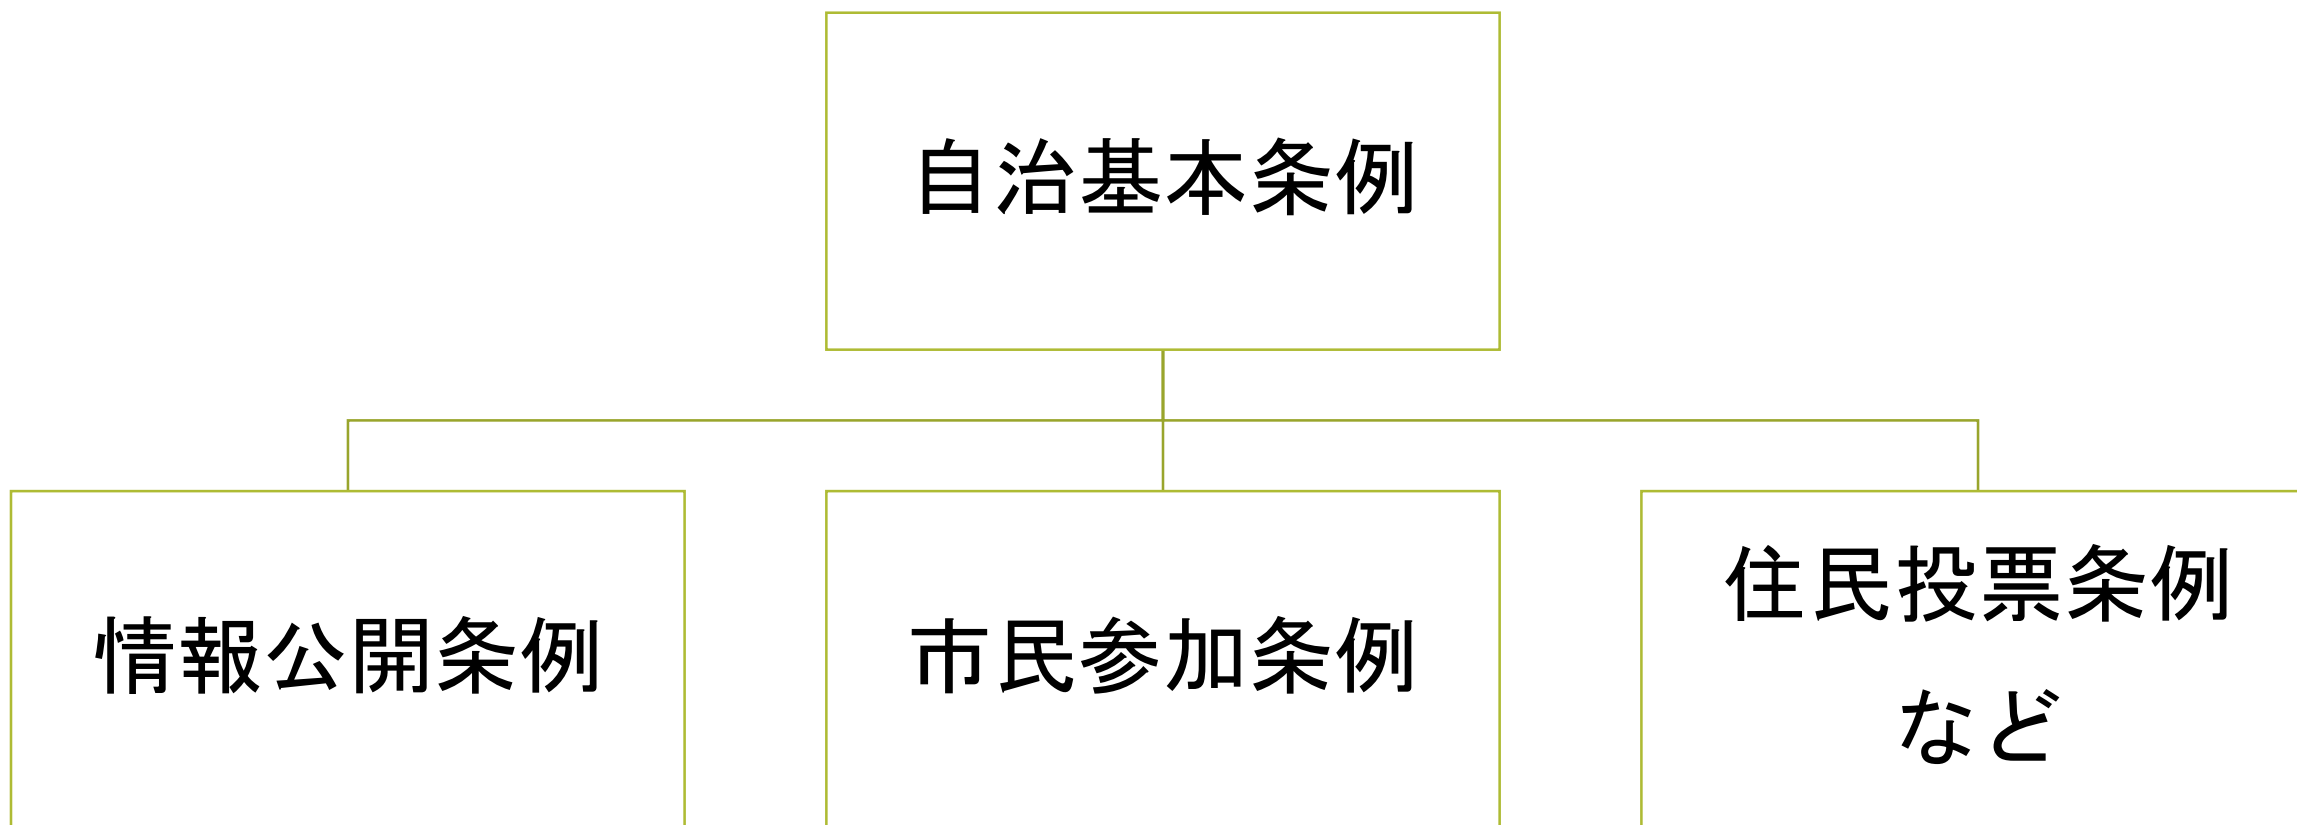 自治基本条例
情報公開条例
市民参加条例
住民投票条例
など